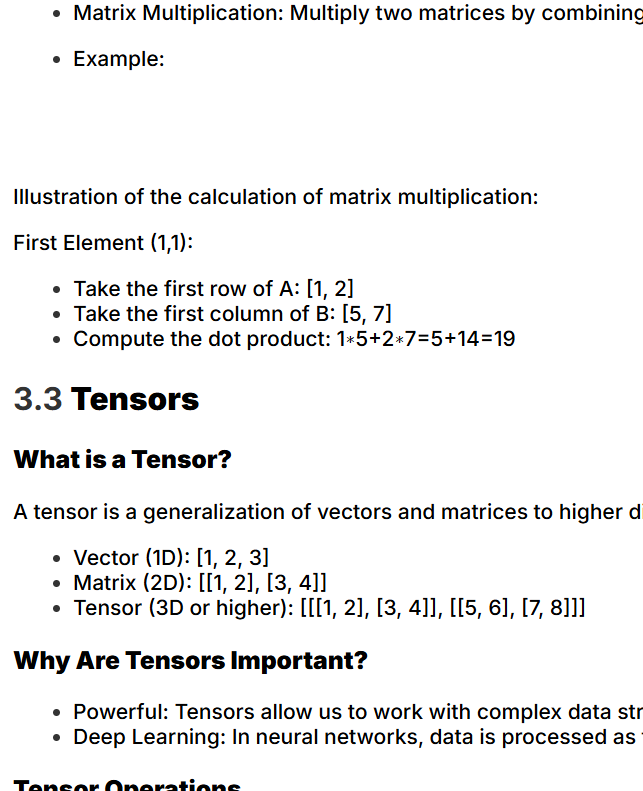 Matrix Multiplication: Multiply two matrices by combining
Example:
Illustration of the calculation of matrix multiplication:
First Element (1,1):
Take the first row of A: [1, 2]
Take the first column of B: [5, 7]
Compute the dot product: 1*5+2*7=5+14=19
3.3 Tensors
What is a Tensor?
A tensor is a generalization of vectors and matrices to higher
Vector (1D): [1, 2, 3]
Matrix (2D): [[1, 2], [3, 4]]
Tensor (3D or higher): [[[1, 2], [3, 4]], [[5, 6], [7, 8]]]
Why Are Tensors Important?
Powerful: Tensors allow us to work with complex data
Deep Learning: In neural networks, data is processed as
Tensor Operations